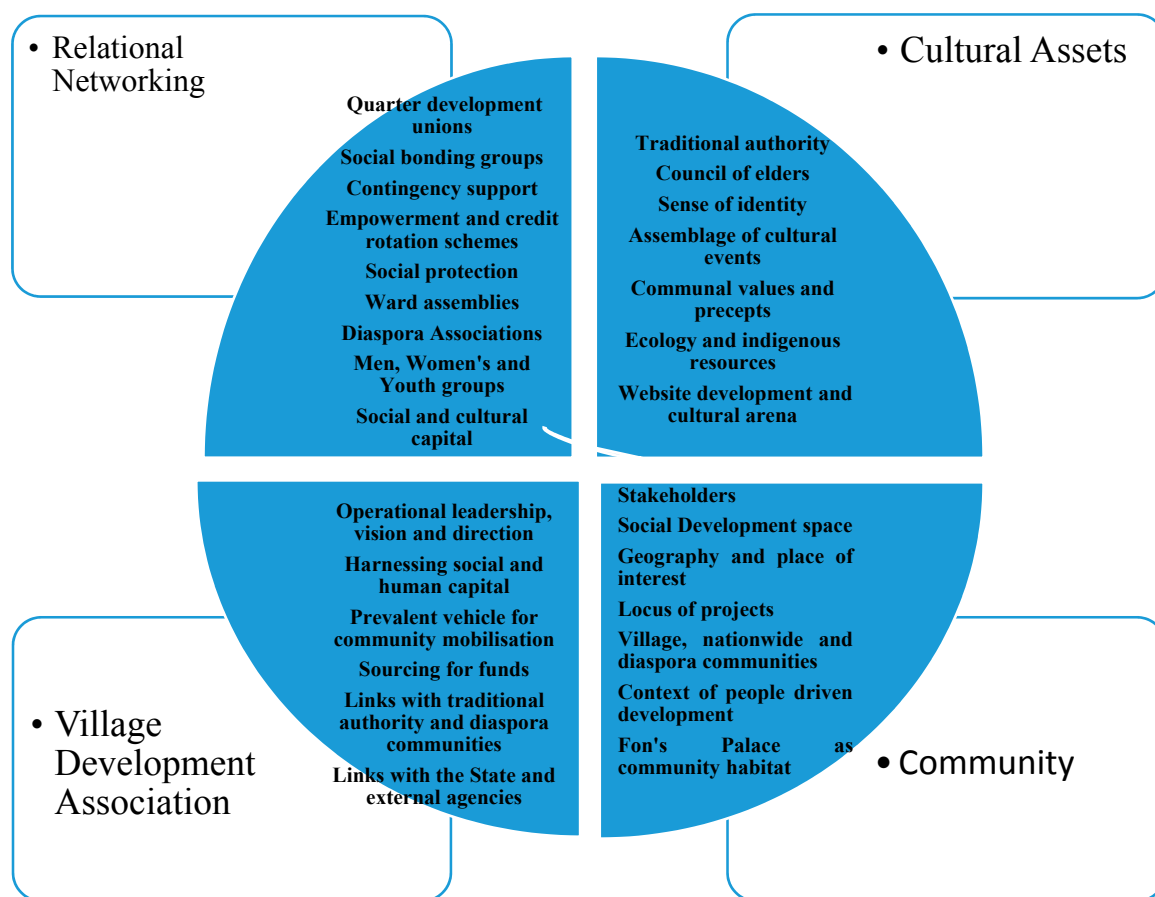 • Relational
Networking
Quarter development
unions
Social bonding groups
Contingency support
Empowerment and credit
rotation schemes
Social protection
Ward assemblies
Diaspora Associations
Men, Women's and
Youth groups
Social and cultural
capital
• Cultural Assets
Traditional authority
Council of elders
Sense of identity
Assemblage of cultural
events
Communal values and
precepts
Ecology and indigenous
resources
Website development and
cultural arena
• Village
Development
Association
Operational leadership,
vision and direction
Harnessing social and
human capital
Prevalent vehicle for
community mobilisation
Sourcing for funds
Links with traditional
authority and diaspora
communities
Links with the State and
external agencies
Stakeholders
Social Development space
Geography and place of
interest
Locus of projects
Village, nationwide and
diaspora communities
Context of people driven
development
Fon's Palace as
community habitat
• Community